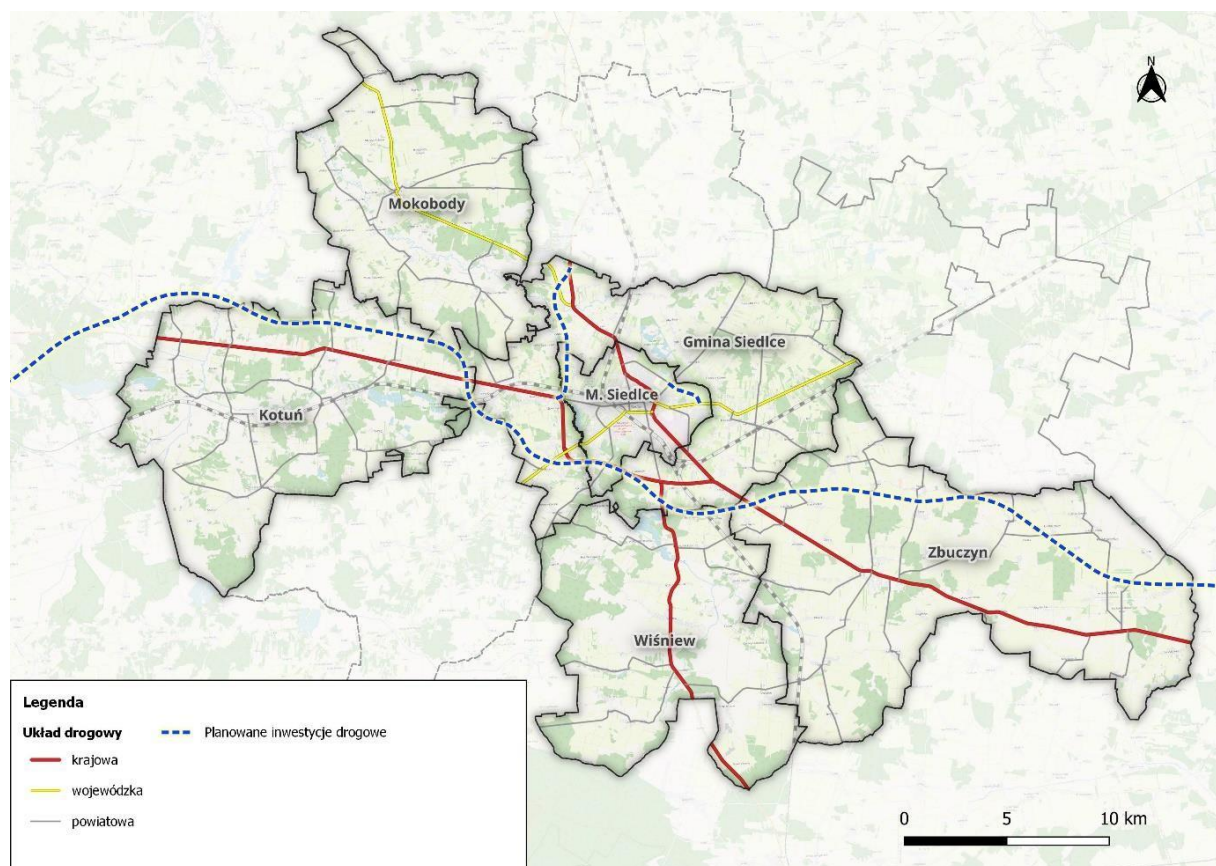 N
Mokobody
Gmina Siedlce
M. Siedlce
Kotuń
Zbuczyn
Wiśniew
Legenda
Układ drogowy
Planowane inwestycje drogowe
krajowa
wojewódzka
powiatowa
0 5 10 km